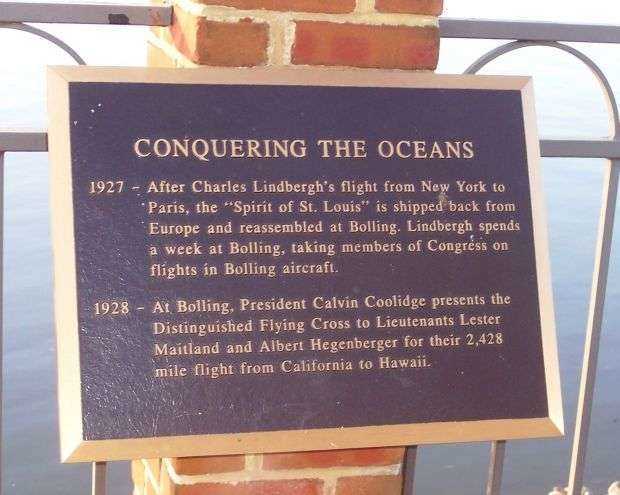 CONQUERING THE OCEANS
1927 - After Charles Lindbergh's flight from New York to
Paris, the "Spirit of St. Louis" is shipped back from
Europe and reassembled at Bolling. Lindbergh spends
a week at Bolling, taking members of Congress on
flights in Bolling aircraft.
1928 - At Bolling, President Calvin Coolidge presents the
Distinguished Flying Cross to Lieutenants Lester
Maitland and Albert Hegenberger for their 2,428
mile flight from California to Hawaii.